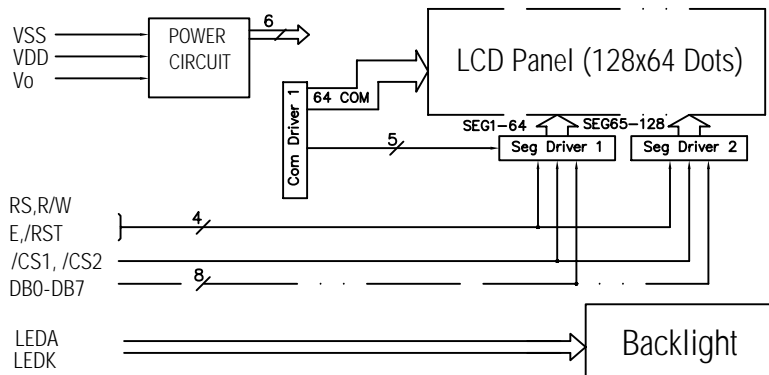 VSS
VDD
Vo
POWER
CIRCUIT
6
LCD Panel (128x64 Dots)
64 COM
Com Driver 1
SEG1-64
SEG65-128
5
Seg Driver 1
Seg Driver 2
RS,R/W
E,/RST
4
/CS1, /CS2
DB0-DB7
8
LEDA
LEDK
Backlight